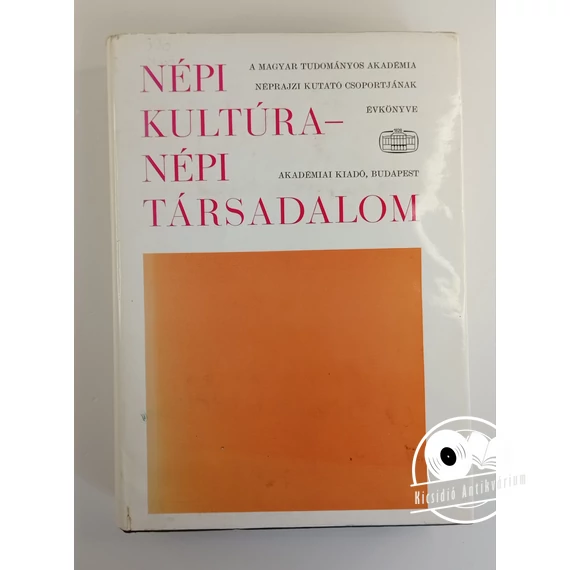 NÉPI
KULTÚRA–
NÉPI
TÁRSADALOM
A MAGYAR TUDOMÁNYOS AKADÉMIA
NÉPRAJZI KUTATÓ CSOPORTJÁNAK
ÉVKÖNYVE
AKADÉMIAI KIADÓ, BUDAPEST
Kicsidió Antikvárium